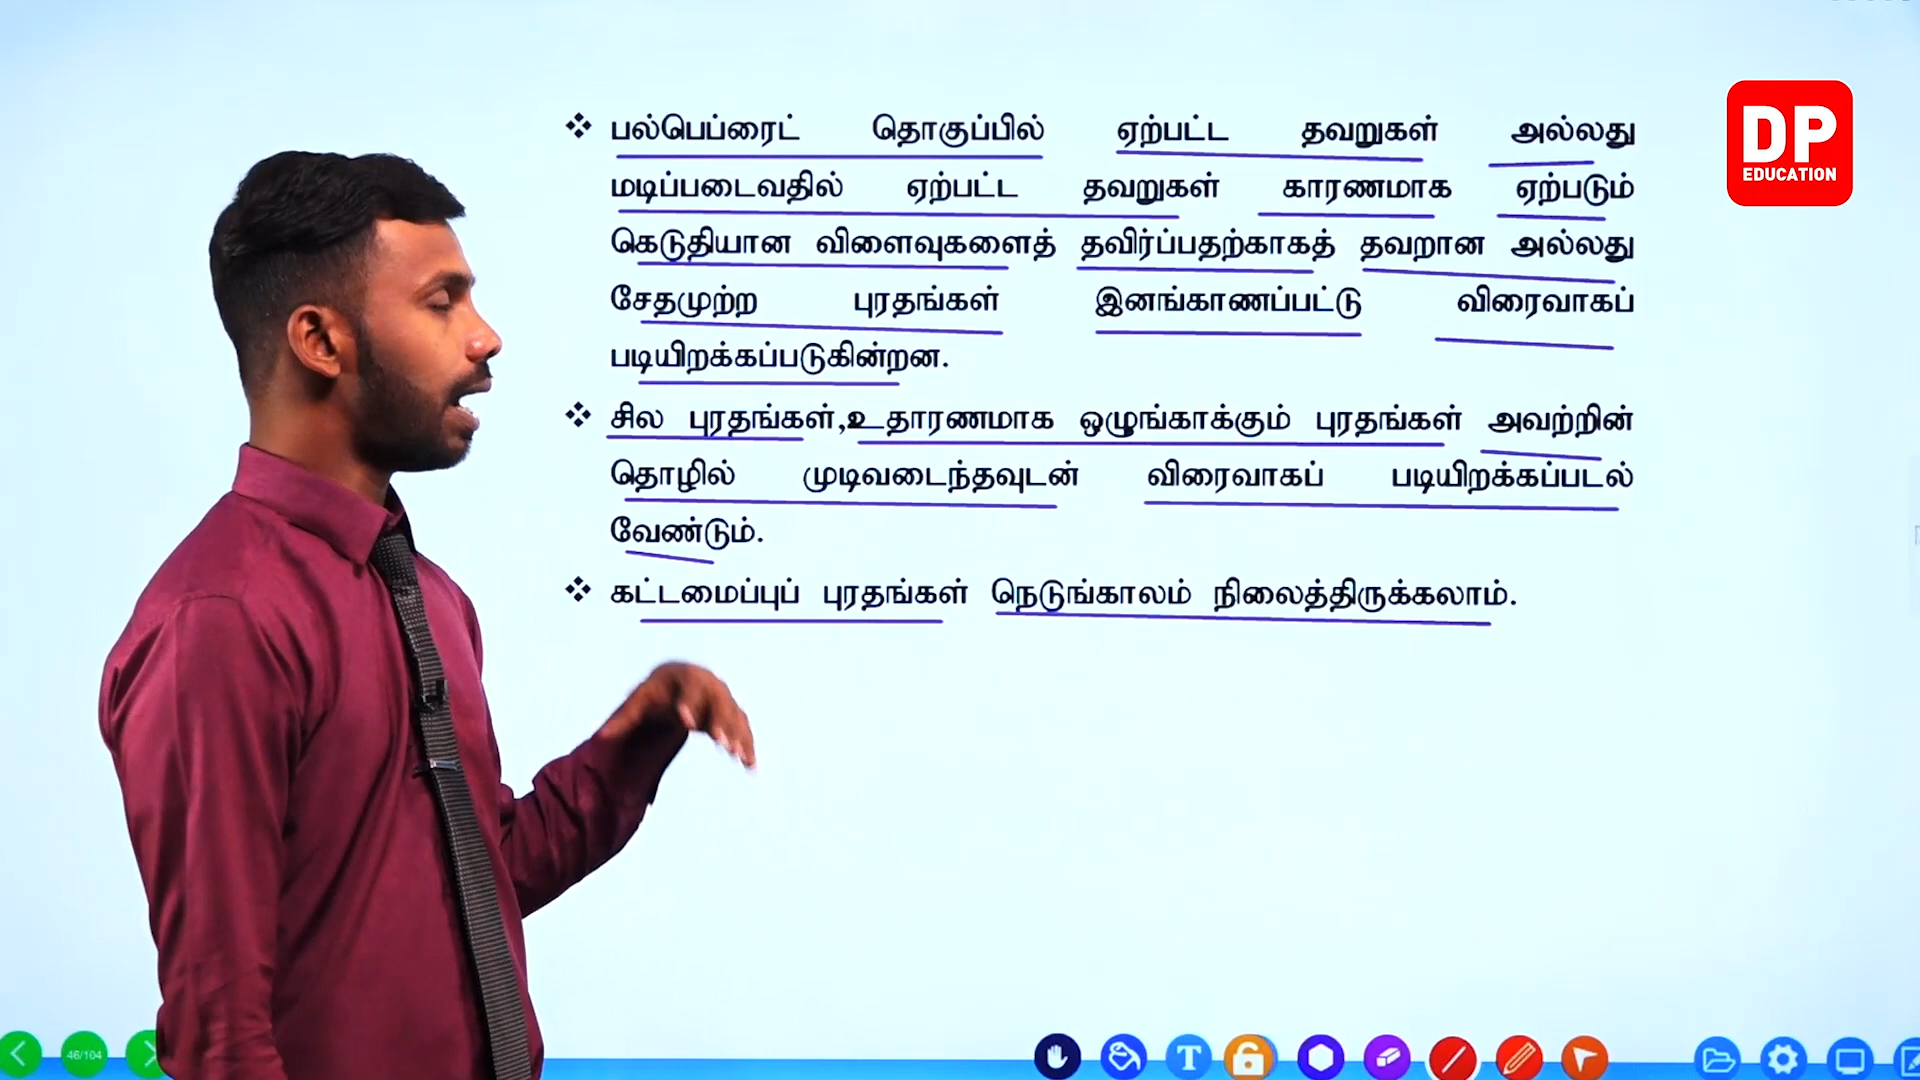 DP
EDUCATION
❖ பல்பெப்ரைட் தொகுப்பில் ஏற்பட்ட தவறுகள் அல்லது
மடிப்படைவதில் ஏற்பட்ட தவறுகள் காரணமாக ஏற்படும்
கெடுதியான விளைவுகளைத் தவிர்ப்பதற்காகத் தவறான அல்லது
சேதமுற்ற புரதங்கள் இனங்காணப்பட்டு விரைவாகப்
படியிறக்கப்படுகின்றன.
❖ சில புரதங்கள்,உதாரணமாக ஒழுங்காக்கும் புரதங்கள் அவற்றின்
தொழில் முடிவடைந்தவுடன் விரைவாகப் படியிறக்கப்படல்
வேண்டும்.
❖ கட்டமைப்புப் புரதங்கள் நெடுங்காலம் நிலைத்திருக்கலாம்.
46/104
T